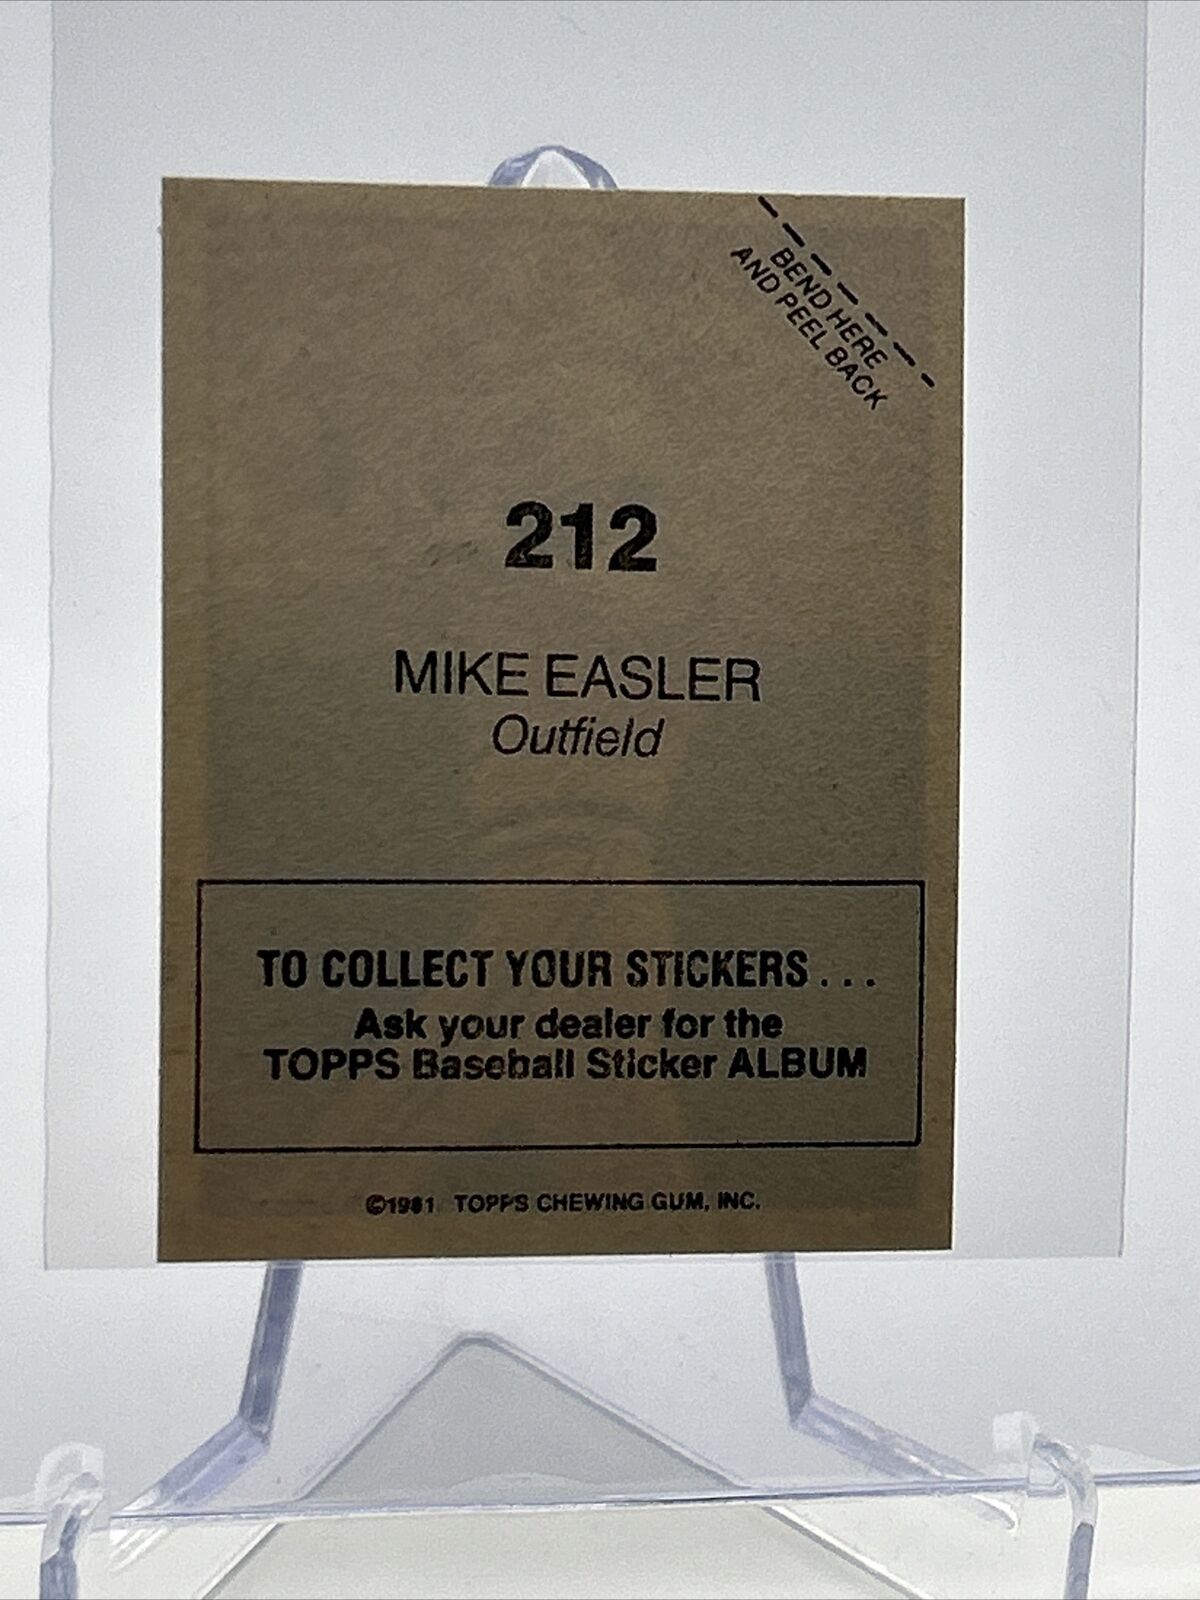 BEND HERE
AND PEEL BACK
212
MIKE EASLER
Outfield
TO COLLECT YOUR STICKERS . . .
Ask your dealer for the
TOPPS Baseball Sticker ALBUM
©1981 TOPPS CHEWING GUM, INC.